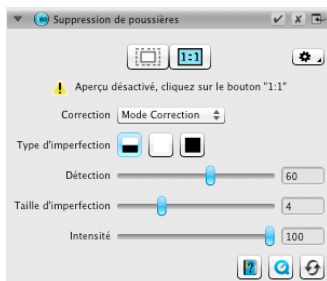 Suppression de poussières
1:1
Aperçu désactivé, cliquez sur le bouton "1:1"
Correction Mode Correction
Type d'imperfection
Détection 60
Taille d'imperfection 4
Intensité 100